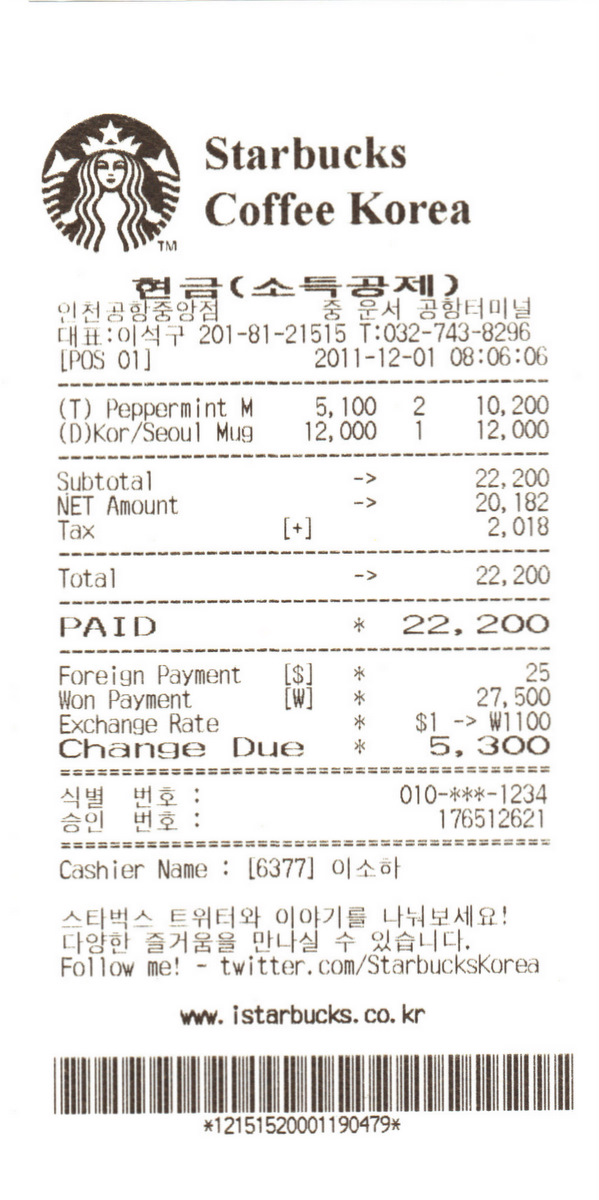 Starbucks
Coffee Korea
TM
현금(소득공제)
인천공항중앙점 중 운서 공항터미널
대표:이석구 201-81-21515 T:032-743-8296
[POS 01] 2011-12-01 08:06:06
(T) Peppermint M 5,100 2 10,200
(D)Kor/Seoul Mug 12,000 1 12,000
Subtotal -> 22,200
NET Amount -> 20,182
Tax [+] 2,018
Total -> 22,200
PAID * 22,200
Foreign Payment [$] * 25
Won Payment [₩] * 27,500
Exchange Rate * $1 -> ₩1100
Change Due * 5,300
식별 번호 : 010-***-1234
승인 번호 : 176512621
Cashier Name : [6377] 이소하
스타벅스 트위터와 이야기를 나눠보세요!
다양한 즐거움을 만나실 수 있습니다.
Follow me! - twitter.com/StarbucksKorea
www.istarbucks.co.kr
*12151520001190479*